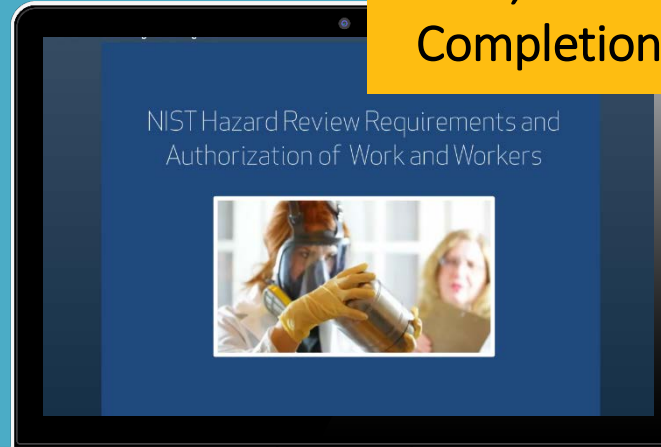 Completion
NIST Hazard Review Requirements and
Authorization of Work and Workers